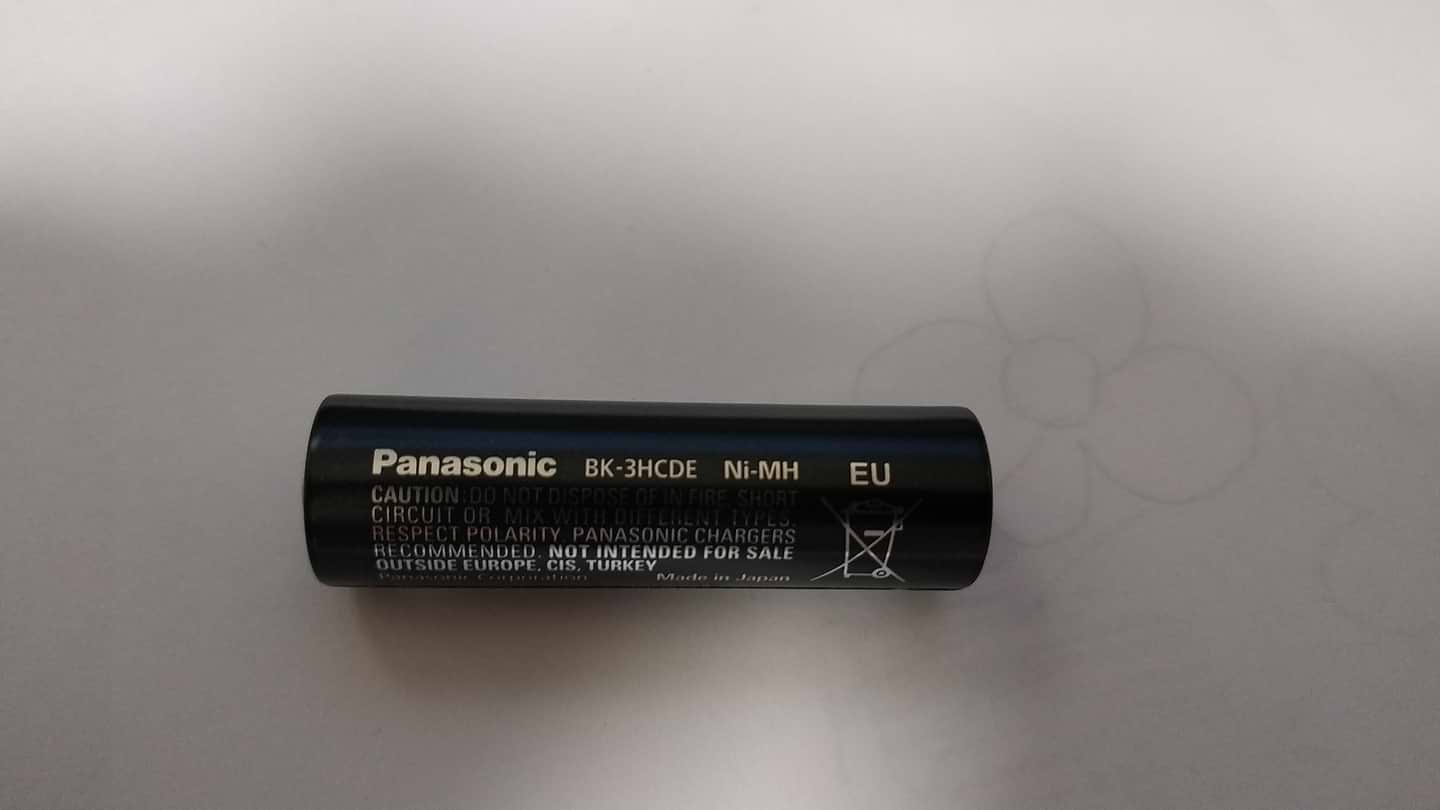 Panasonic BK-3HCDE Ni-MH EU
CAUTION: DO NOT DISPOSE OF IN FIRE, SHORT
CIRCUIT OR MIX WITH DIFFERENT TYPES.
RESPECT POLARITY. PANASONIC CHARGERS
RECOMMENDED. NOT INTENDED FOR SALE
OUTSIDE EUROPE, CIS, TURKEY
Panasonic Corporation Made in Japan